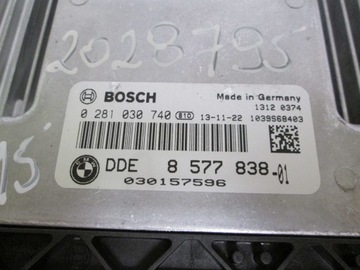 2028795
BOSCH
Made in Germany
1312 0374
0 281 030 740 E10 13-11-22 1039S68403
DDE 8 577 838-01
030157596